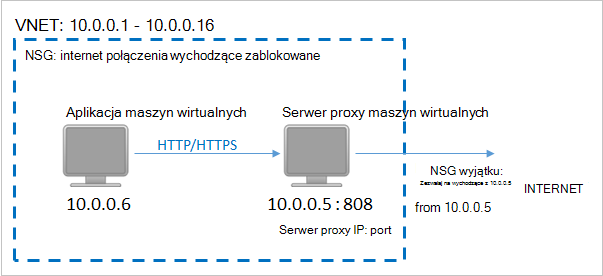 VNET: 10.0.0.1 - 10.0.0.16
NSG: internet połączenia wychodzące zablokowane
Aplikacja maszyn wirtualnych
Serwer proxy maszyn wirtualnych
HTTP/HTTPS
10.0.0.6
10.0.0.5 : 808
Serwer proxy IP: port
NSG wyjątku:
Zezwalaj na wychodzące z 10.0.0.5
from 10.0.0.5
INTERNET